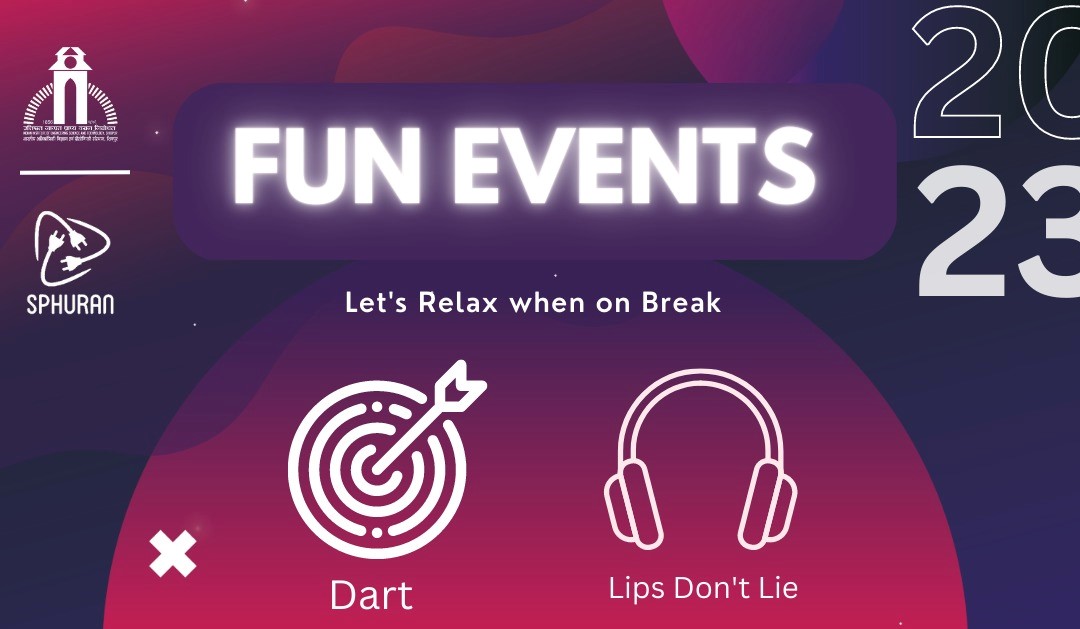 20
23
FUN EVENTS
SPHURAN
Let's Relax when on Break
Dart
Lips Don't Lie